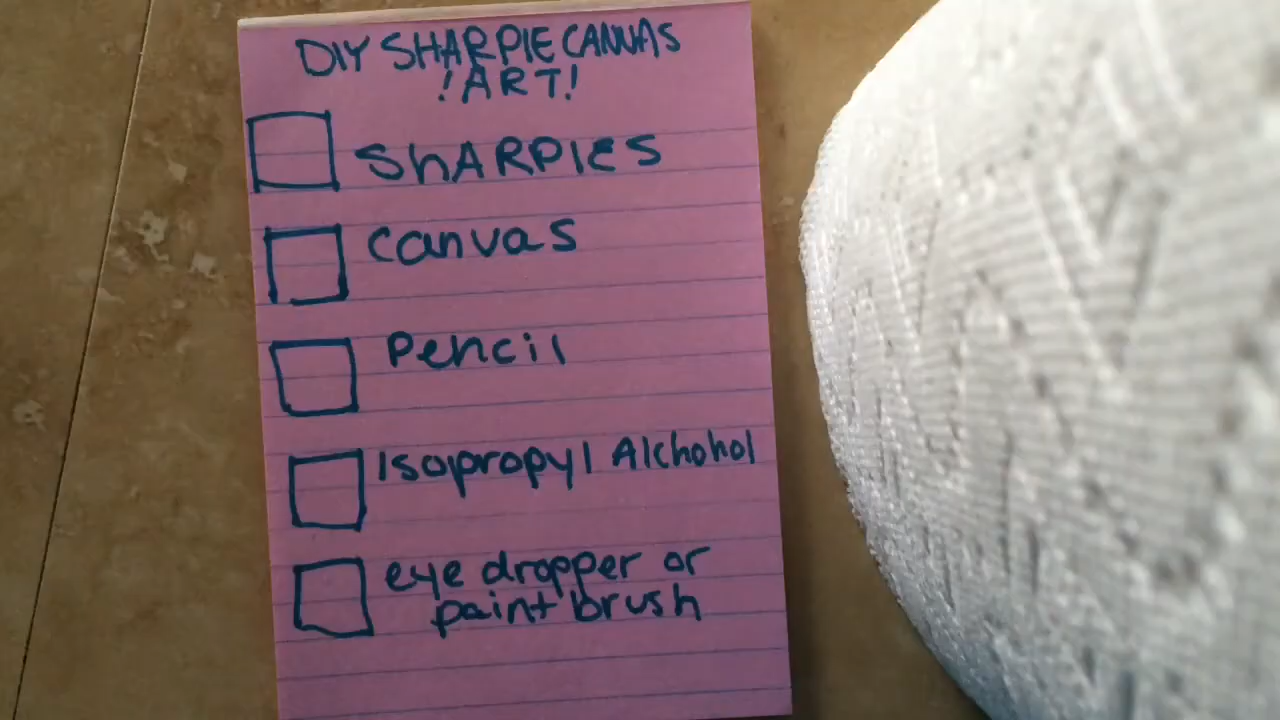 DIY SHARPIE CANVAS
!ART!
ShARPIES
canvas
Pencil
Isopropyl Alchohol
eye dropper or
paint brush